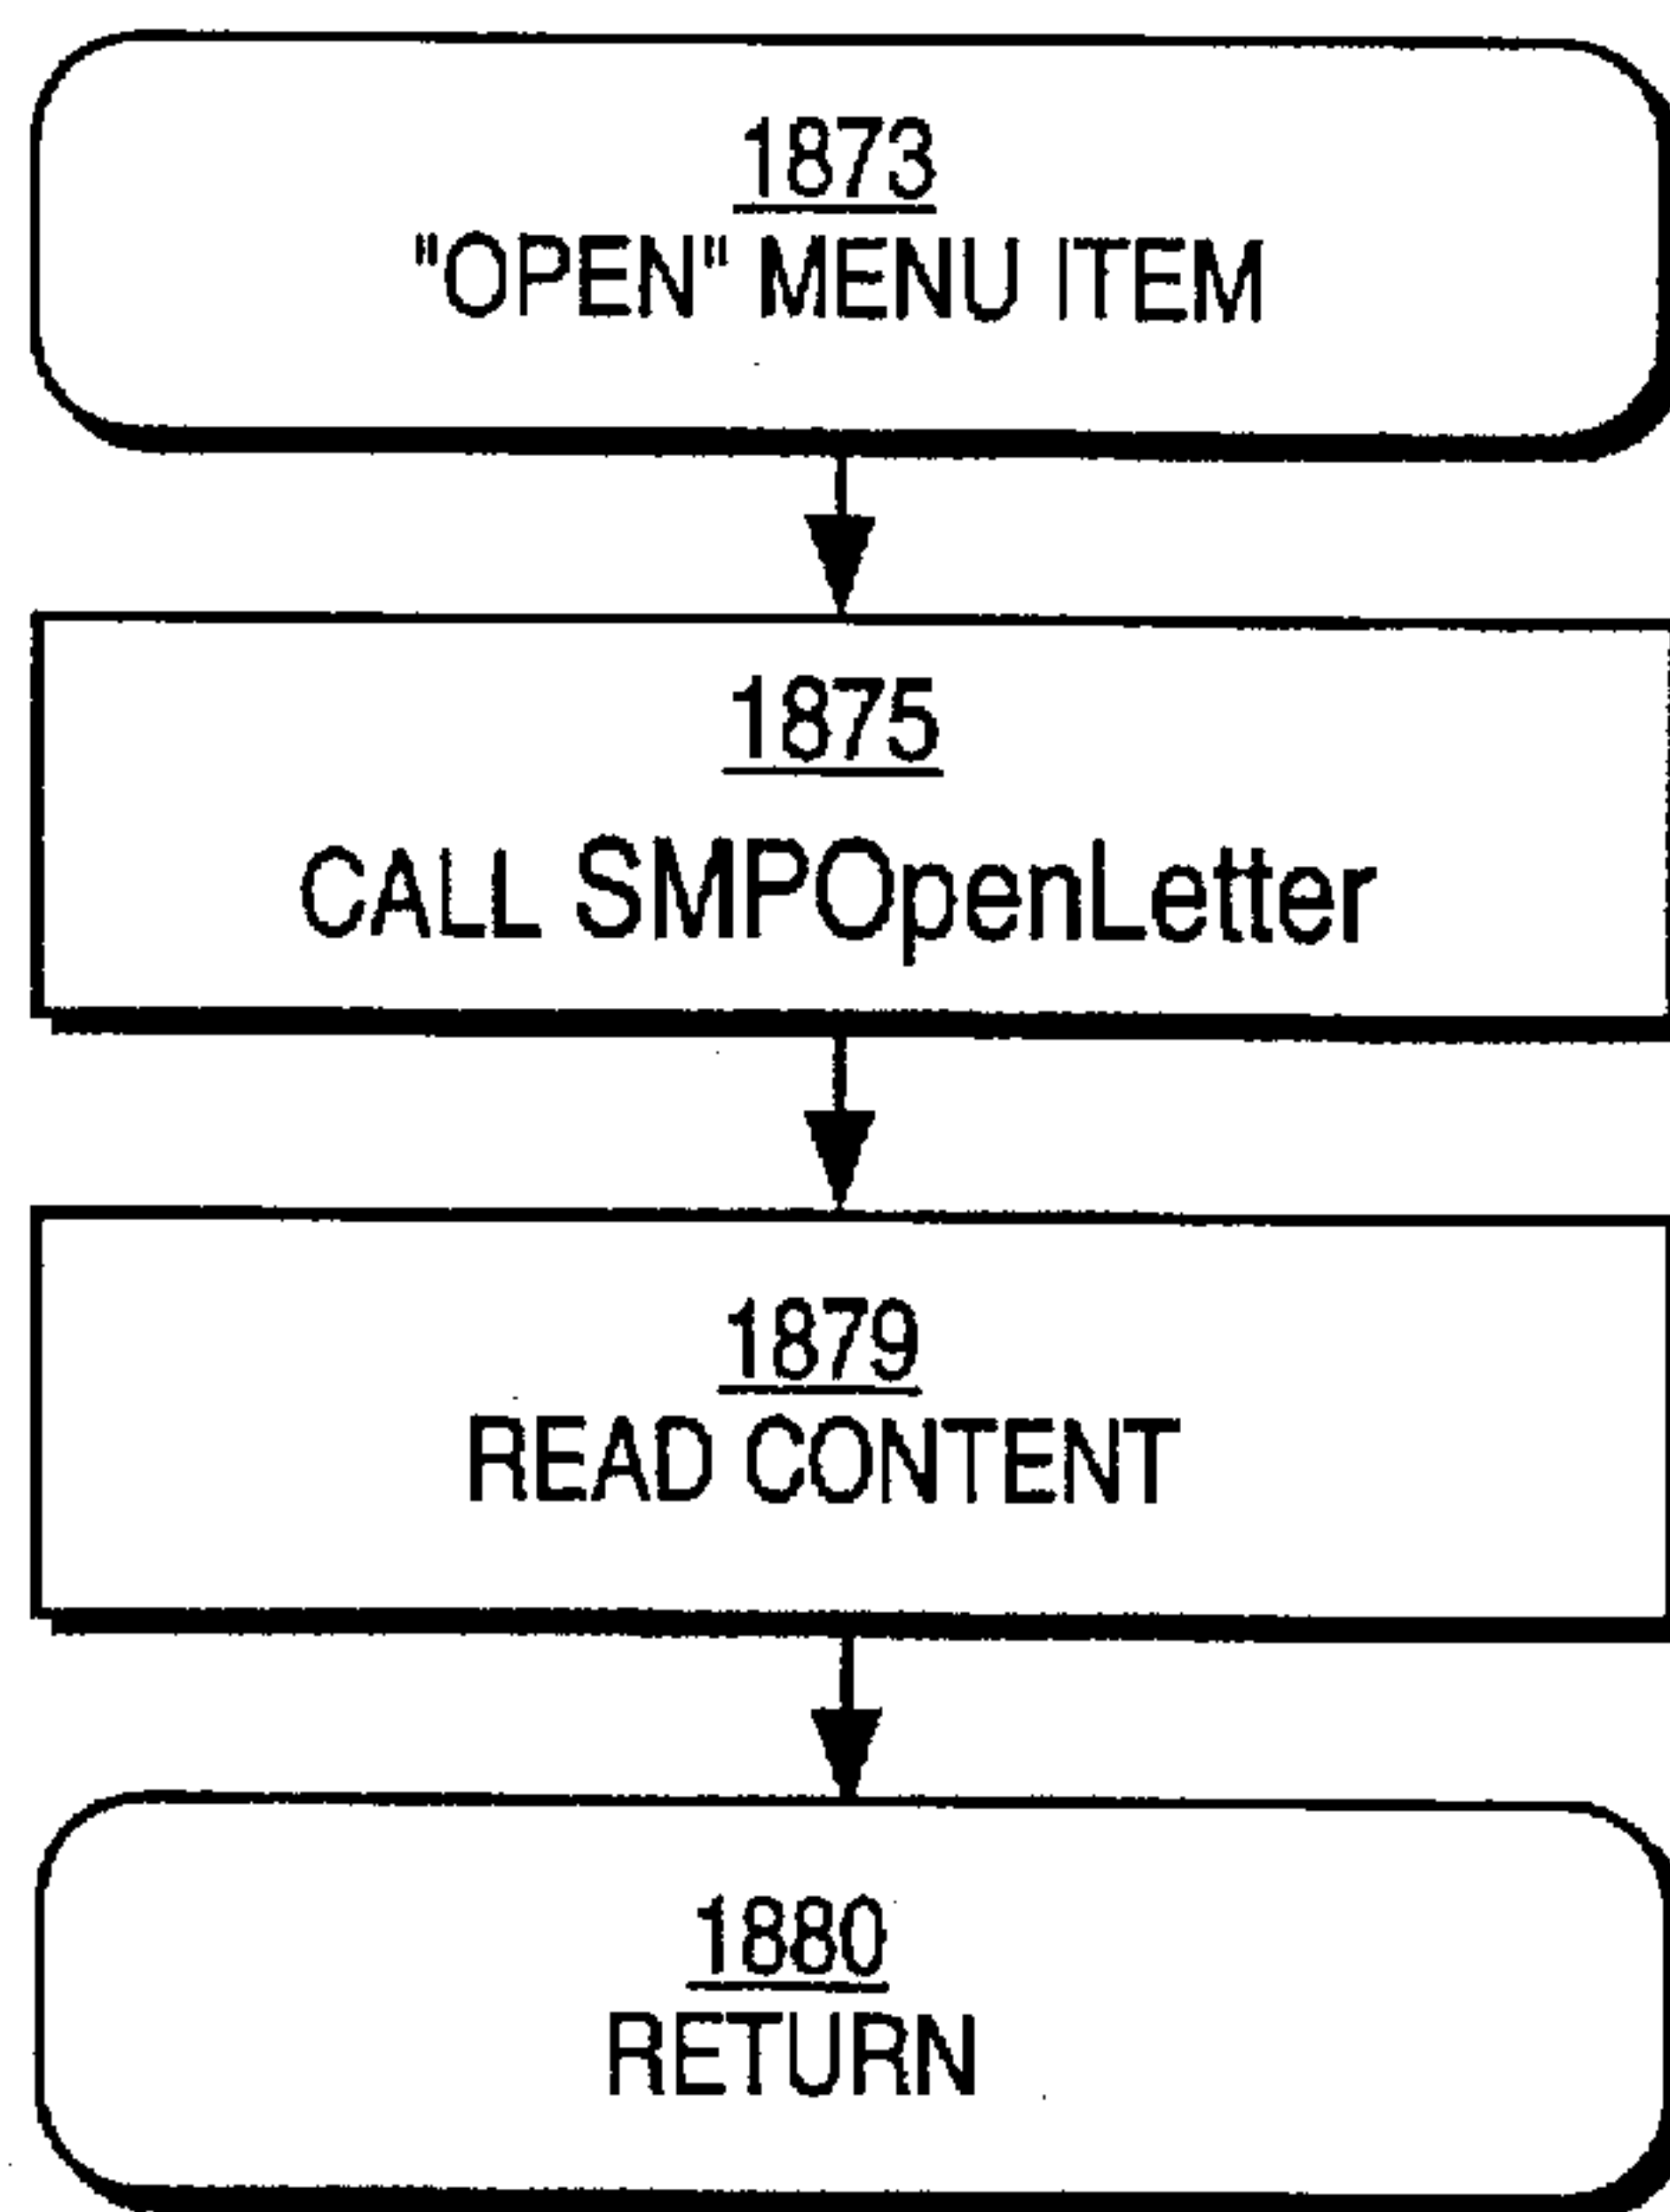 1873
"OPEN" MENU ITEM
1875
CALL SMPOpenLetter
1879
READ CONTENT
1880
RETURN